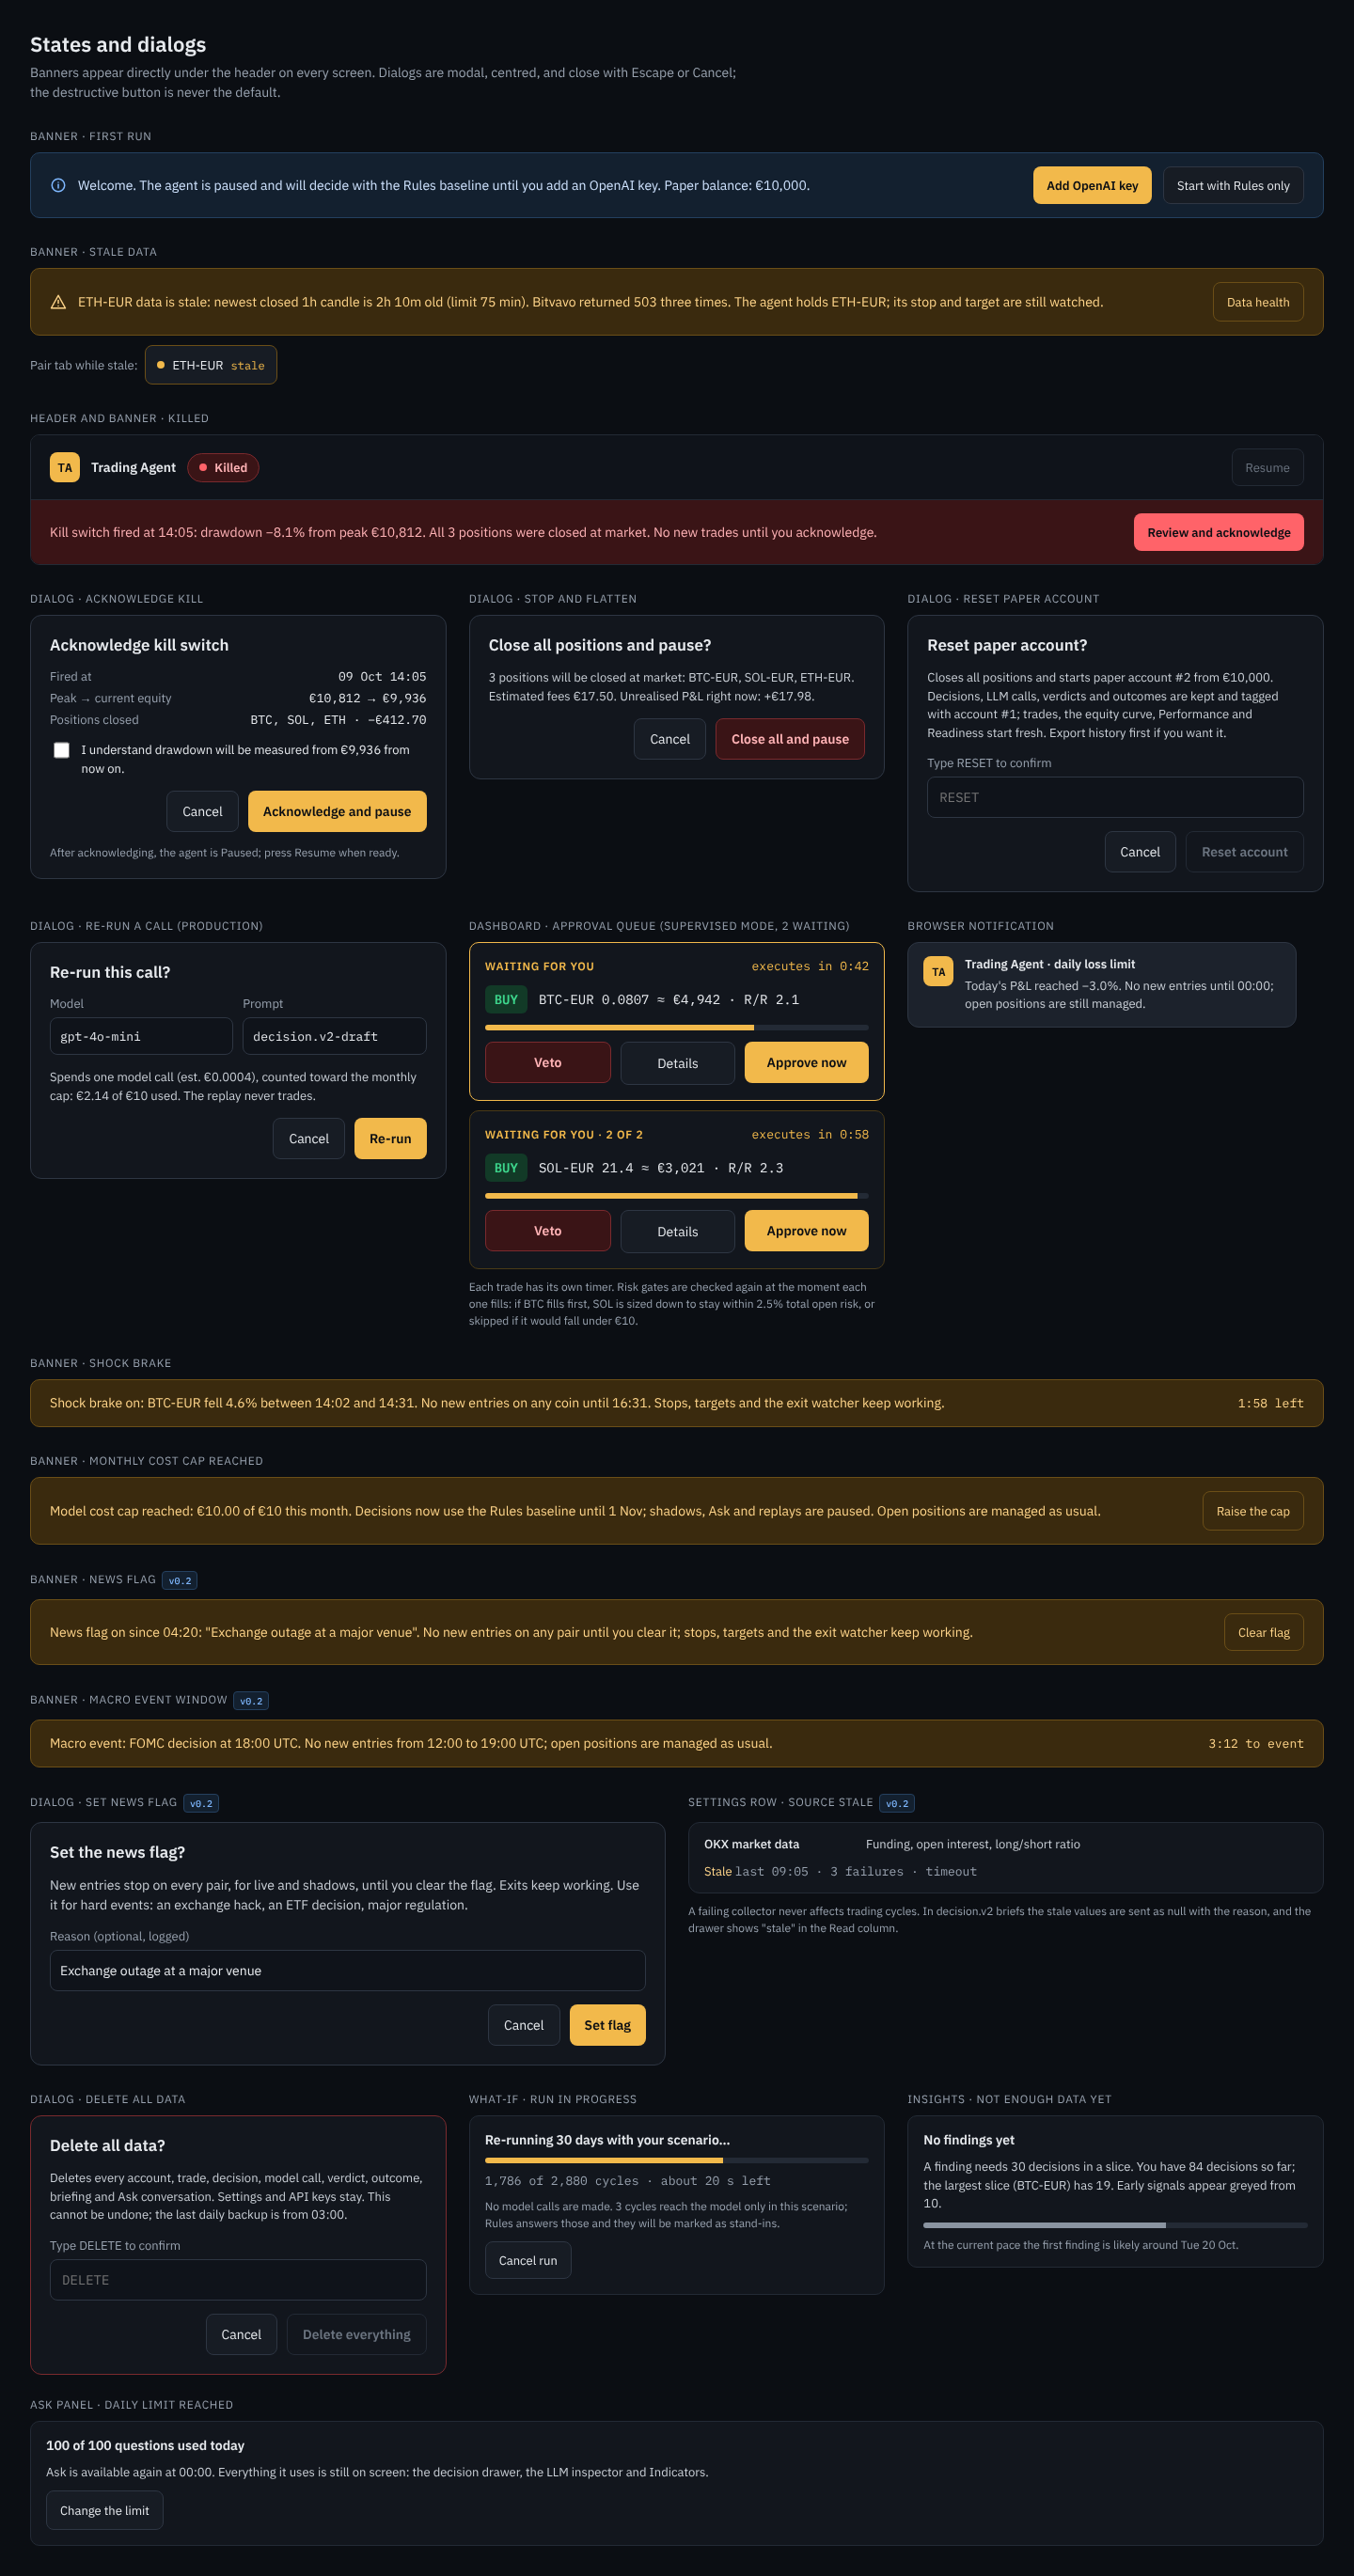 States and dialogs
Banners appear directly under the header on every screen. Dialogs are modal, centred, and close with Escape or Cancel;
the destructive button is never the default.
BANNER · FIRST RUN
Welcome. The agent is paused and will decide with the Rules baseline until you add an OpenAI key. Paper balance: €10,000.
Add OpenAI key
Start with Rules only
BANNER · STALE DATA
ETH-EUR data is stale: newest closed 1h candle is 2h 10m old (limit 75 min). Bitvavo returned 503 three times. The agent holds ETH-EUR; its stop and target are still watched.
Data health
Pair tab while stale:
ETH-EUR stale
HEADER AND BANNER · KILLED
TA
Trading Agent
Killed
Resume
Kill switch fired at 14:05: drawdown −8.1% from peak €10,812. All 3 positions were closed at market. No new trades until you acknowledge.
Review and acknowledge
DIALOG · ACKNOWLEDGE KILL
Acknowledge kill switch
Fired at 09 Oct 14:05
Peak → current equity €10,812 → €9,936
Positions closed BTC, SOL, ETH · −€412.70
I understand drawdown will be measured from €9,936 from
now on.
Cancel
Acknowledge and pause
After acknowledging, the agent is Paused; press Resume when ready.
DIALOG · STOP AND FLATTEN
Close all positions and pause?
3 positions will be closed at market: BTC-EUR, SOL-EUR, ETH-EUR.
Estimated fees €17.50. Unrealised P&L right now: +€17.98.
Cancel
Close all and pause
DIALOG · RESET PAPER ACCOUNT
Reset paper account?
Closes all positions and starts paper account #2 from €10,000.
Decisions, LLM calls, verdicts and outcomes are kept and tagged
with account #1; trades, the equity curve, Performance and
Readiness start fresh. Export history first if you want it.
Type RESET to confirm
RESET
Cancel
Reset account
DIALOG · RE-RUN A CALL (PRODUCTION)
Re-run this call?
Model
Prompt
gpt-4o-mini
decision.v2-draft
Spends one model call (est. €0.0004), counted toward the monthly
cap: €2.14 of €10 used. The replay never trades.
Cancel
Re-run
DASHBOARD · APPROVAL QUEUE (SUPERVISED MODE, 2 WAITING)
WAITING FOR YOU
executes in 0:42
BUY
BTC-EUR 0.0807 ≈ €4,942 · R/R 2.1
Veto
Details
Approve now
WAITING FOR YOU · 2 OF 2
executes in 0:58
BUY
SOL-EUR 21.4 ≈ €3,021 · R/R 2.3
Veto
Details
Approve now
Each trade has its own timer. Risk gates are checked again at the moment each
one fills: if BTC fills first, SOL is sized down to stay within 2.5% total open risk, or
skipped if it would fall under €10.
BROWSER NOTIFICATION
TA
Trading Agent · daily loss limit
Today's P&L reached −3.0%. No new entries until 00:00;
open positions are still managed.
BANNER · SHOCK BRAKE
Shock brake on: BTC-EUR fell 4.6% between 14:02 and 14:31. No new entries on any coin until 16:31. Stops, targets and the exit watcher keep working.
1:58 left
BANNER · MONTHLY COST CAP REACHED
Model cost cap reached: €10.00 of €10 this month. Decisions now use the Rules baseline until 1 Nov; shadows, Ask and replays are paused. Open positions are managed as usual.
Raise the cap
BANNER · NEWS FLAG v0.2
News flag on since 04:20: "Exchange outage at a major venue". No new entries on any pair until you clear it; stops, targets and the exit watcher keep working.
Clear flag
BANNER · MACRO EVENT WINDOW v0.2
Macro event: FOMC decision at 18:00 UTC. No new entries from 12:00 to 19:00 UTC; open positions are managed as usual.
3:12 to event
DIALOG · SET NEWS FLAG v0.2
Set the news flag?
New entries stop on every pair, for live and shadows, until you clear the flag. Exits keep working. Use
it for hard events: an exchange hack, an ETF decision, major regulation.
Reason (optional, logged)
Exchange outage at a major venue
Cancel
Set flag
SETTINGS ROW · SOURCE STALE v0.2
OKX market data
Funding, open interest, long/short ratio
Stale last 09:05 · 3 failures · timeout
A failing collector never affects trading cycles. In decision.v2 briefs the stale values are sent as null with the reason, and the
drawer shows "stale" in the Read column.
DIALOG · DELETE ALL DATA
Delete all data?
Deletes every account, trade, decision, model call, verdict, outcome,
briefing and Ask conversation. Settings and API keys stay. This
cannot be undone; the last daily backup is from 03:00.
Type DELETE to confirm
DELETE
Cancel
Delete everything
WHAT-IF · RUN IN PROGRESS
Re-running 30 days with your scenario…
1,786 of 2,880 cycles · about 20 s left
No model calls are made. 3 cycles reach the model only in this scenario;
Rules answers those and they will be marked as stand-ins.
Cancel run
INSIGHTS · NOT ENOUGH DATA YET
No findings yet
A finding needs 30 decisions in a slice. You have 84 decisions so far;
the largest slice (BTC-EUR) has 19. Early signals appear greyed from
10.
At the current pace the first finding is likely around Tue 20 Oct.
ASK PANEL · DAILY LIMIT REACHED
100 of 100 questions used today
Ask is available again at 00:00. Everything it uses is still on screen: the decision drawer, the LLM inspector and Indicators.
Change the limit